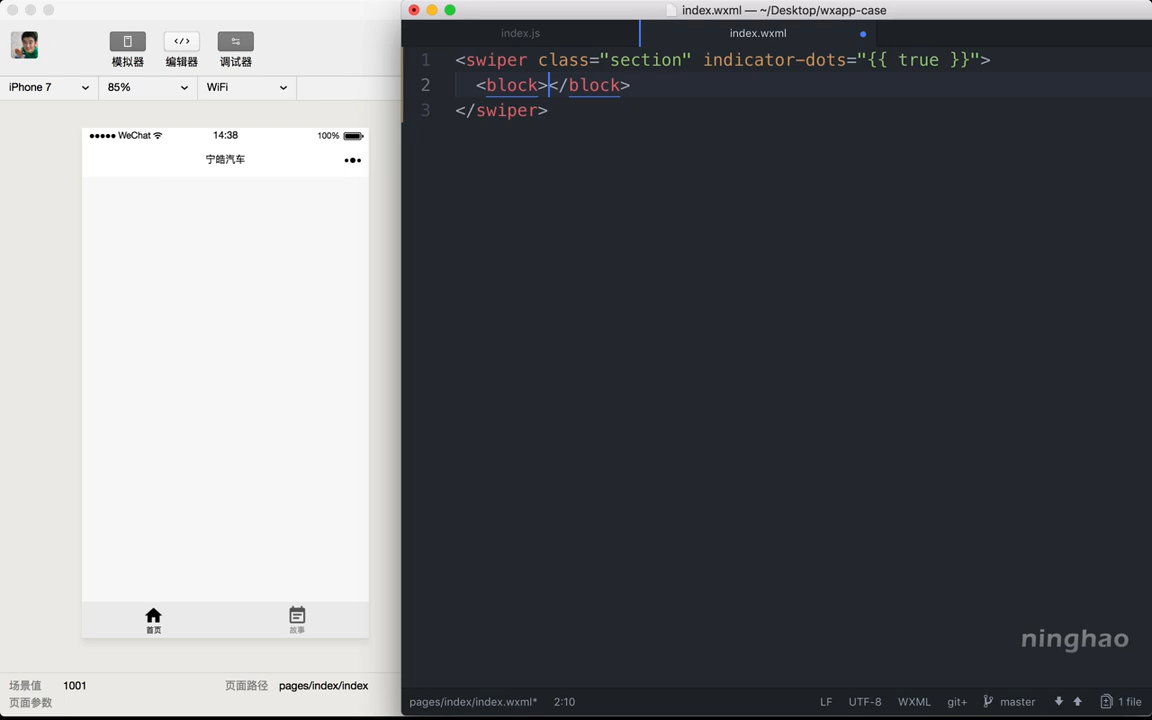 index.wxml — ~/Desktop/wxapp-case
模拟器
编辑器
调试器
iPhone 7
85%
WiFi
index.js
index.wxml
1 <swiper class="section" indicator-dots="{{ true }}">
2 <block></block>
3 </swiper>
WeChat
14:38
100%
宁皓汽车
首页
故事
场景值 1001
页面路径 pages/index/index
页面参数
ninghao
pages/index/index.wxml* 2:10
LF UTF-8 WXML git+ master 1 file